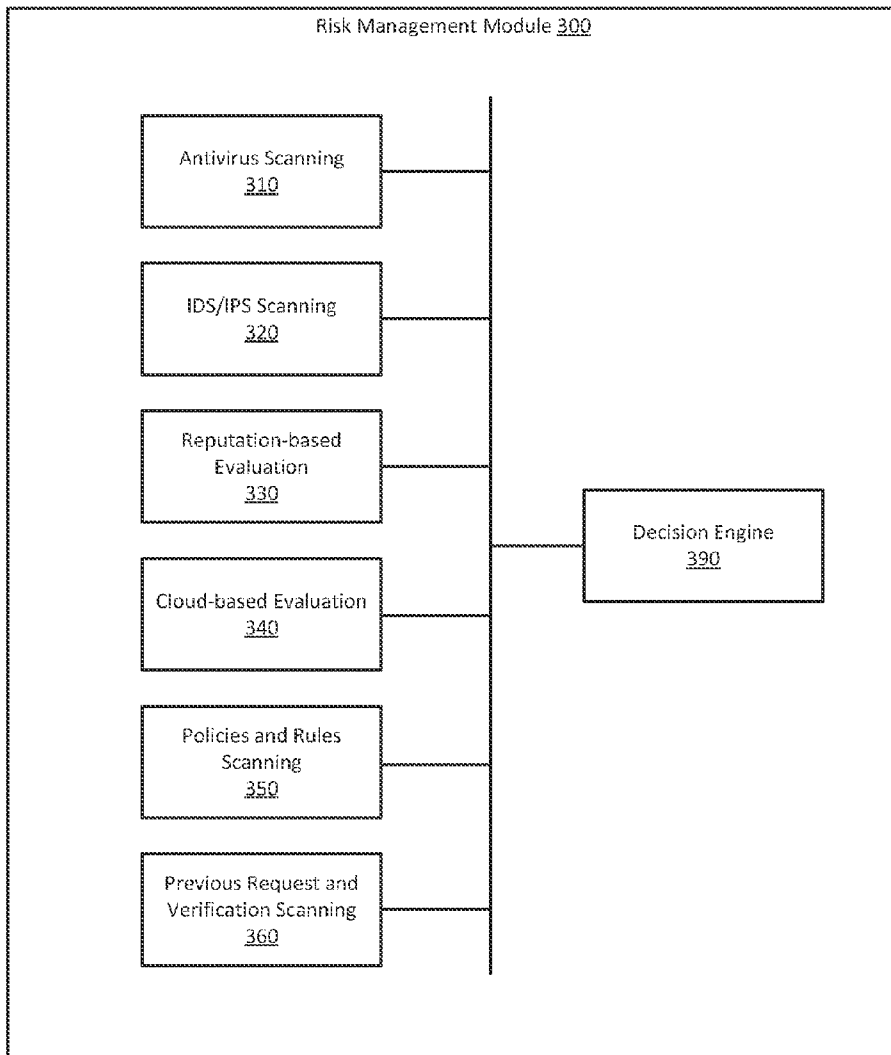 Risk Management Module 300
Antivirus Scanning
310
IDS/IPS Scanning
320
Reputation-based
Evaluation
330
Cloud-based Evaluation
340
Policies and Rules
Scanning
350
Previous Request and
Verification Scanning
360
Decision Engine
390